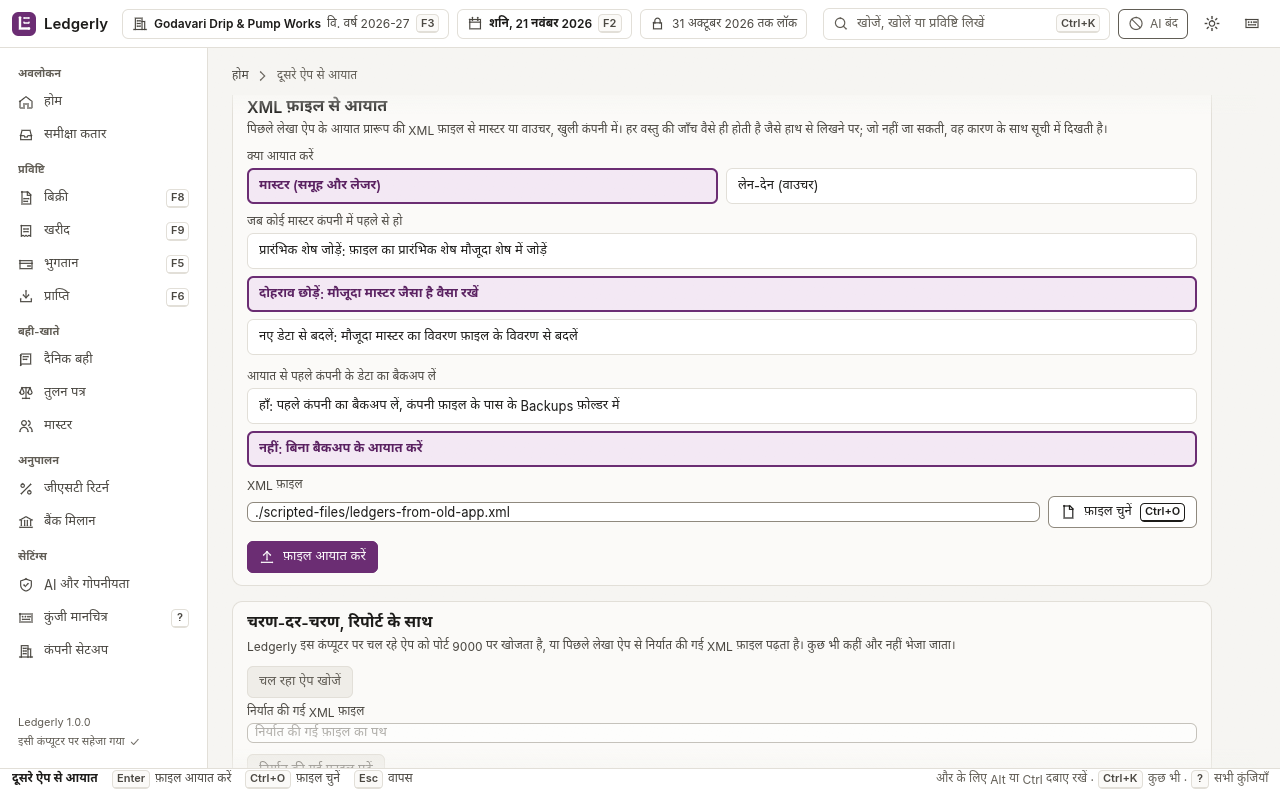 Ledgerly
Godavari Drip & Pump Works वि. वर्ष 2026-27 F3
शनि, 21 नवंबर 2026 F2
31 अक्टूबर 2026 तक लॉक
खोजें, खोलें या प्रविष्टि लिखें Ctrl+K
AI बंद
अवलोकन
होम
समीक्षा कतार
प्रविष्टि
बिक्री F8
खरीद F9
भुगतान F5
प्राप्ति F6
बही-खाते
दैनिक बही
तुलन पत्र
मास्टर
अनुपालन
जीएसटी रिटर्न
बैंक मिलान
सेटिंग्स
AI और गोपनीयता
कुंजी मानचित्र ?
कंपनी सेटअप
Ledgerly 1.0.0
इसी कंप्यूटर पर सहेजा गया
होम
दूसरे ऐप से आयात
XML फ़ाइल से आयात
पिछले लेखा ऐप के आयात प्रारूप की XML फ़ाइल से मास्टर या वाउचर, खुली कंपनी में। हर वस्तु की जाँच वैसे ही होती है जैसे हाथ से लिखने पर; जो नहीं जा सकती, वह कारण के साथ सूची में दिखती है।
क्या आयात करें
मास्टर (समूह और लेजर)
लेन-देन (वाउचर)
जब कोई मास्टर कंपनी में पहले से हो
प्रारंभिक शेष जोड़ें: फ़ाइल का प्रारंभिक शेष मौजूदा शेष में जोड़ें
दोहराव छोड़ें: मौजूदा मास्टर जैसा है वैसा रखें
नए डेटा से बदलें: मौजूदा मास्टर का विवरण फ़ाइल के विवरण से बदलें
आयात से पहले कंपनी के डेटा का बैकअप लें
हाँ: पहले कंपनी का बैकअप लें, कंपनी फ़ाइल के पास के Backups फ़ोल्डर में
नहीं: बिना बैकअप के आयात करें
XML फ़ाइल
./scripted-files/ledgers-from-old-app.xml
फ़ाइल चुनें Ctrl+O
फ़ाइल आयात करें
चरण-दर-चरण, रिपोर्ट के साथ
Ledgerly इस कंप्यूटर पर चल रहे ऐप को पोर्ट 9000 पर खोजता है, या पिछले लेखा ऐप से निर्यात की गई XML फ़ाइल पढ़ता है। कुछ भी कहीं और नहीं भेजा जाता।
चल रहा ऐप खोजें
निर्यात की गई XML फ़ाइल
निर्यात की गई फ़ाइल का पथ
निर्यात की गई फ़ाइल पढ़ें
दूसरे ऐप से आयात Enter फ़ाइल आयात करें Ctrl+O फ़ाइल चुनें Esc वापस
और के लिए Alt या Ctrl दबाए रखें · Ctrl+K कुछ भी · ? सभी कुंजियाँ